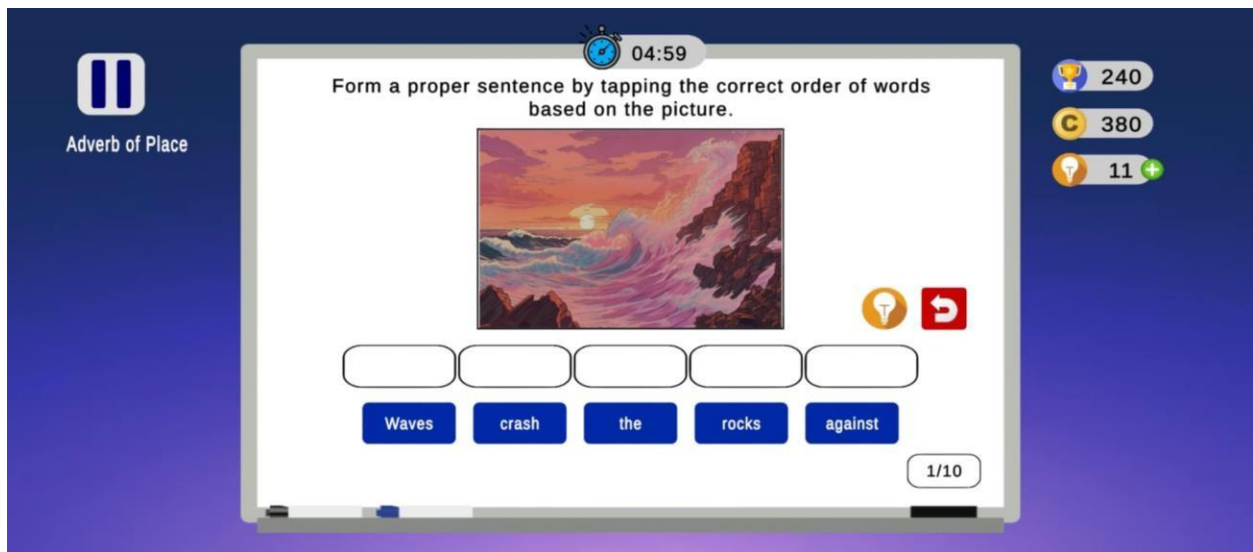 04:59
240
Form a proper sentence by tapping the correct order of words
based on the picture.
C 380
Adverb of Place
11
Waves crash the rocks against
1/10